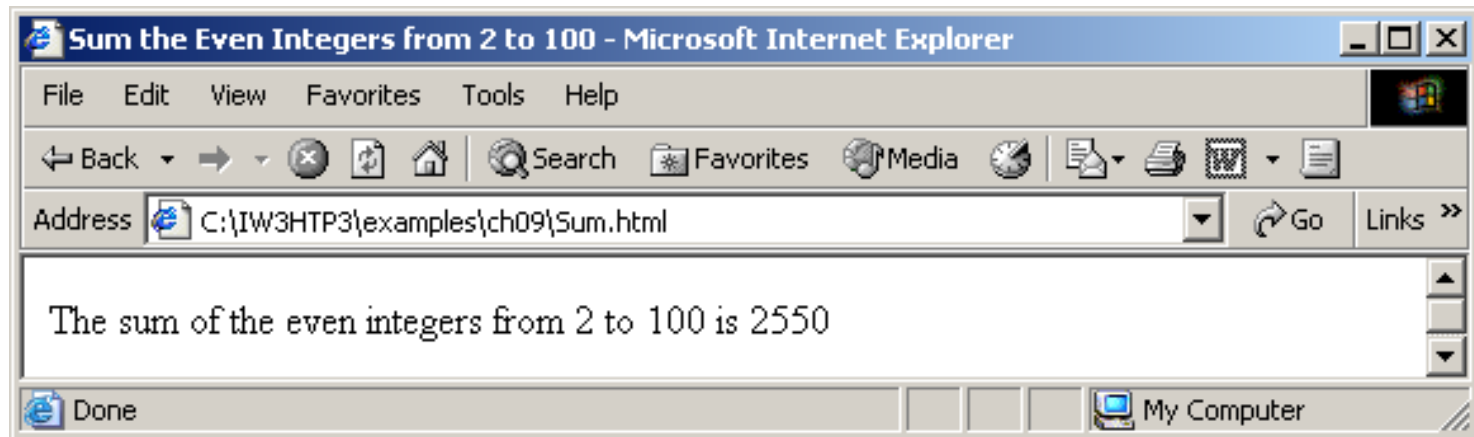 Sum the Even Integers from 2 to 100 - Microsoft Internet Explorer
File Edit View Favorites Tools Help
Back Search Favorites Media W
Address C:\IW3HTP3\examples\ch09\Sum.html Go Links »
The sum of the even integers from 2 to 100 is 2550
Done My Computer